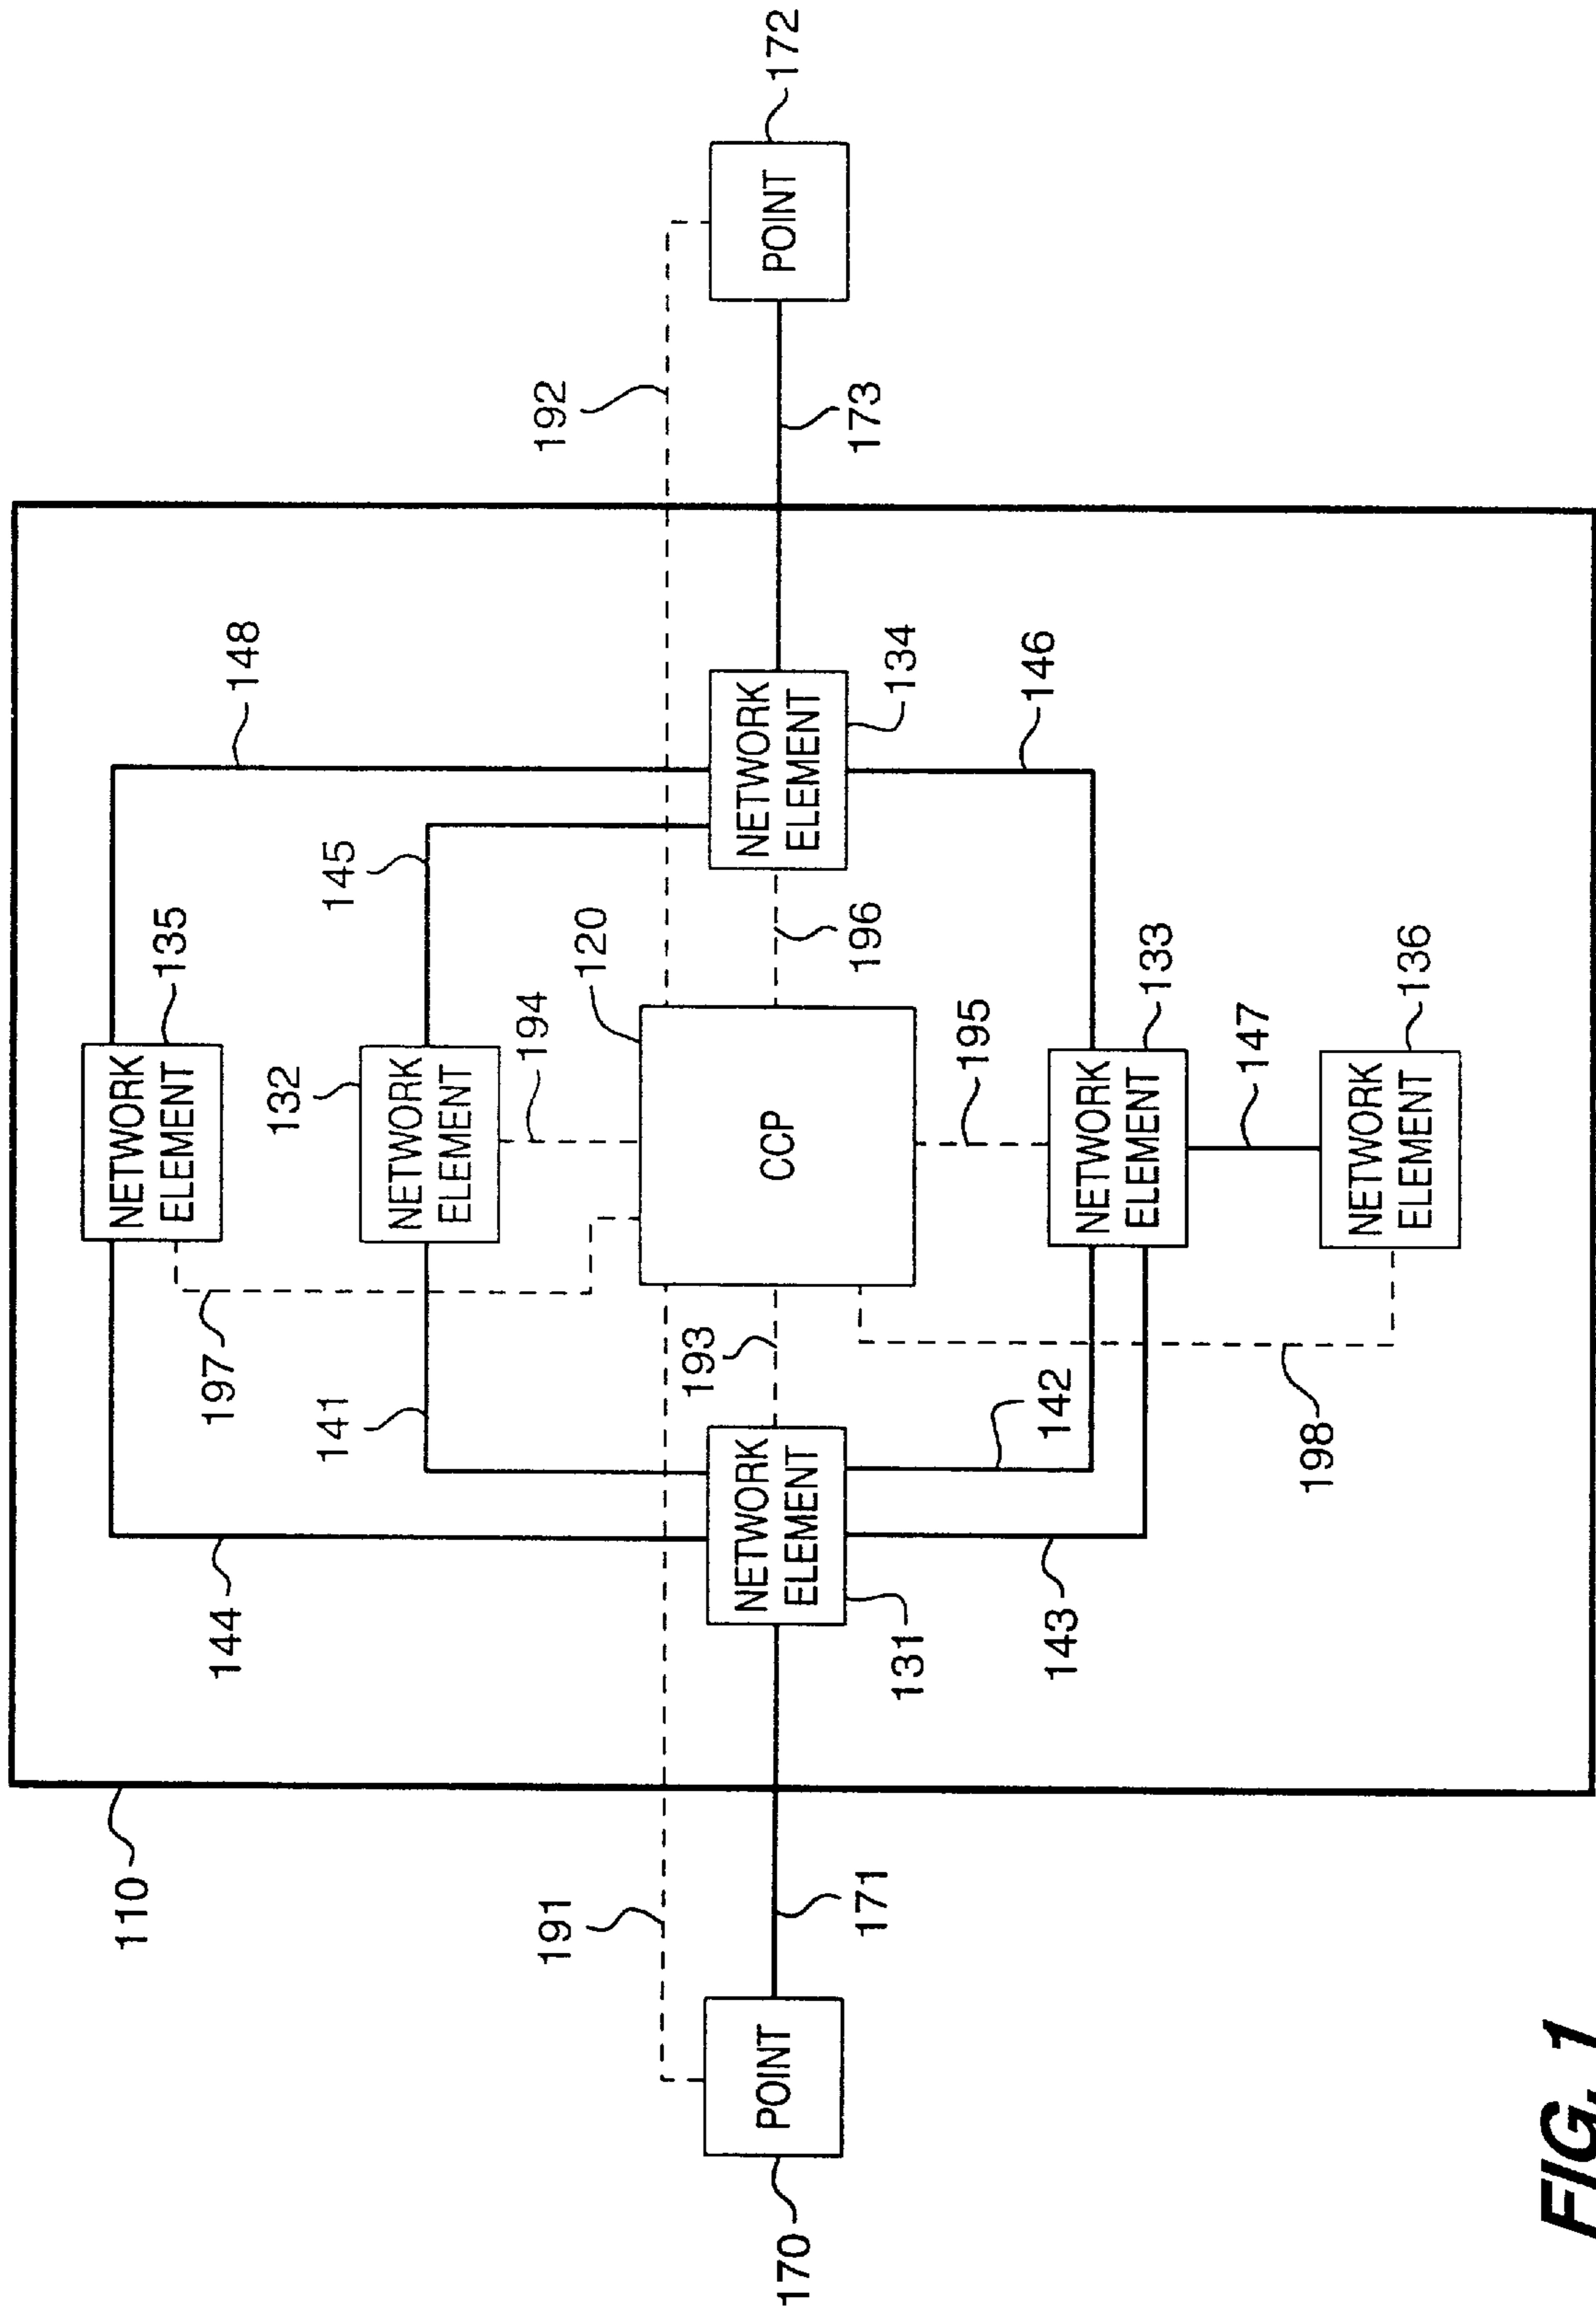 110
144
148
NETWORK
ELEMENT
135
197
141
145
132
NETWORK
ELEMENT
194
120
191
192
170
POINT
171
NETWORK
ELEMENT
131
193
CCP
196
NETWORK
ELEMENT
134
173
POINT
172
143
142
195
146
NETWORK
ELEMENT
133
147
198
NETWORK
ELEMENT
136
FIG. 1